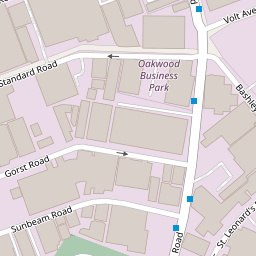 Volt Ave
Oakwood
Business
Park
Standard Road
Bashley
Gorst Road
Sunbeam Road
St. Leonard's
Road